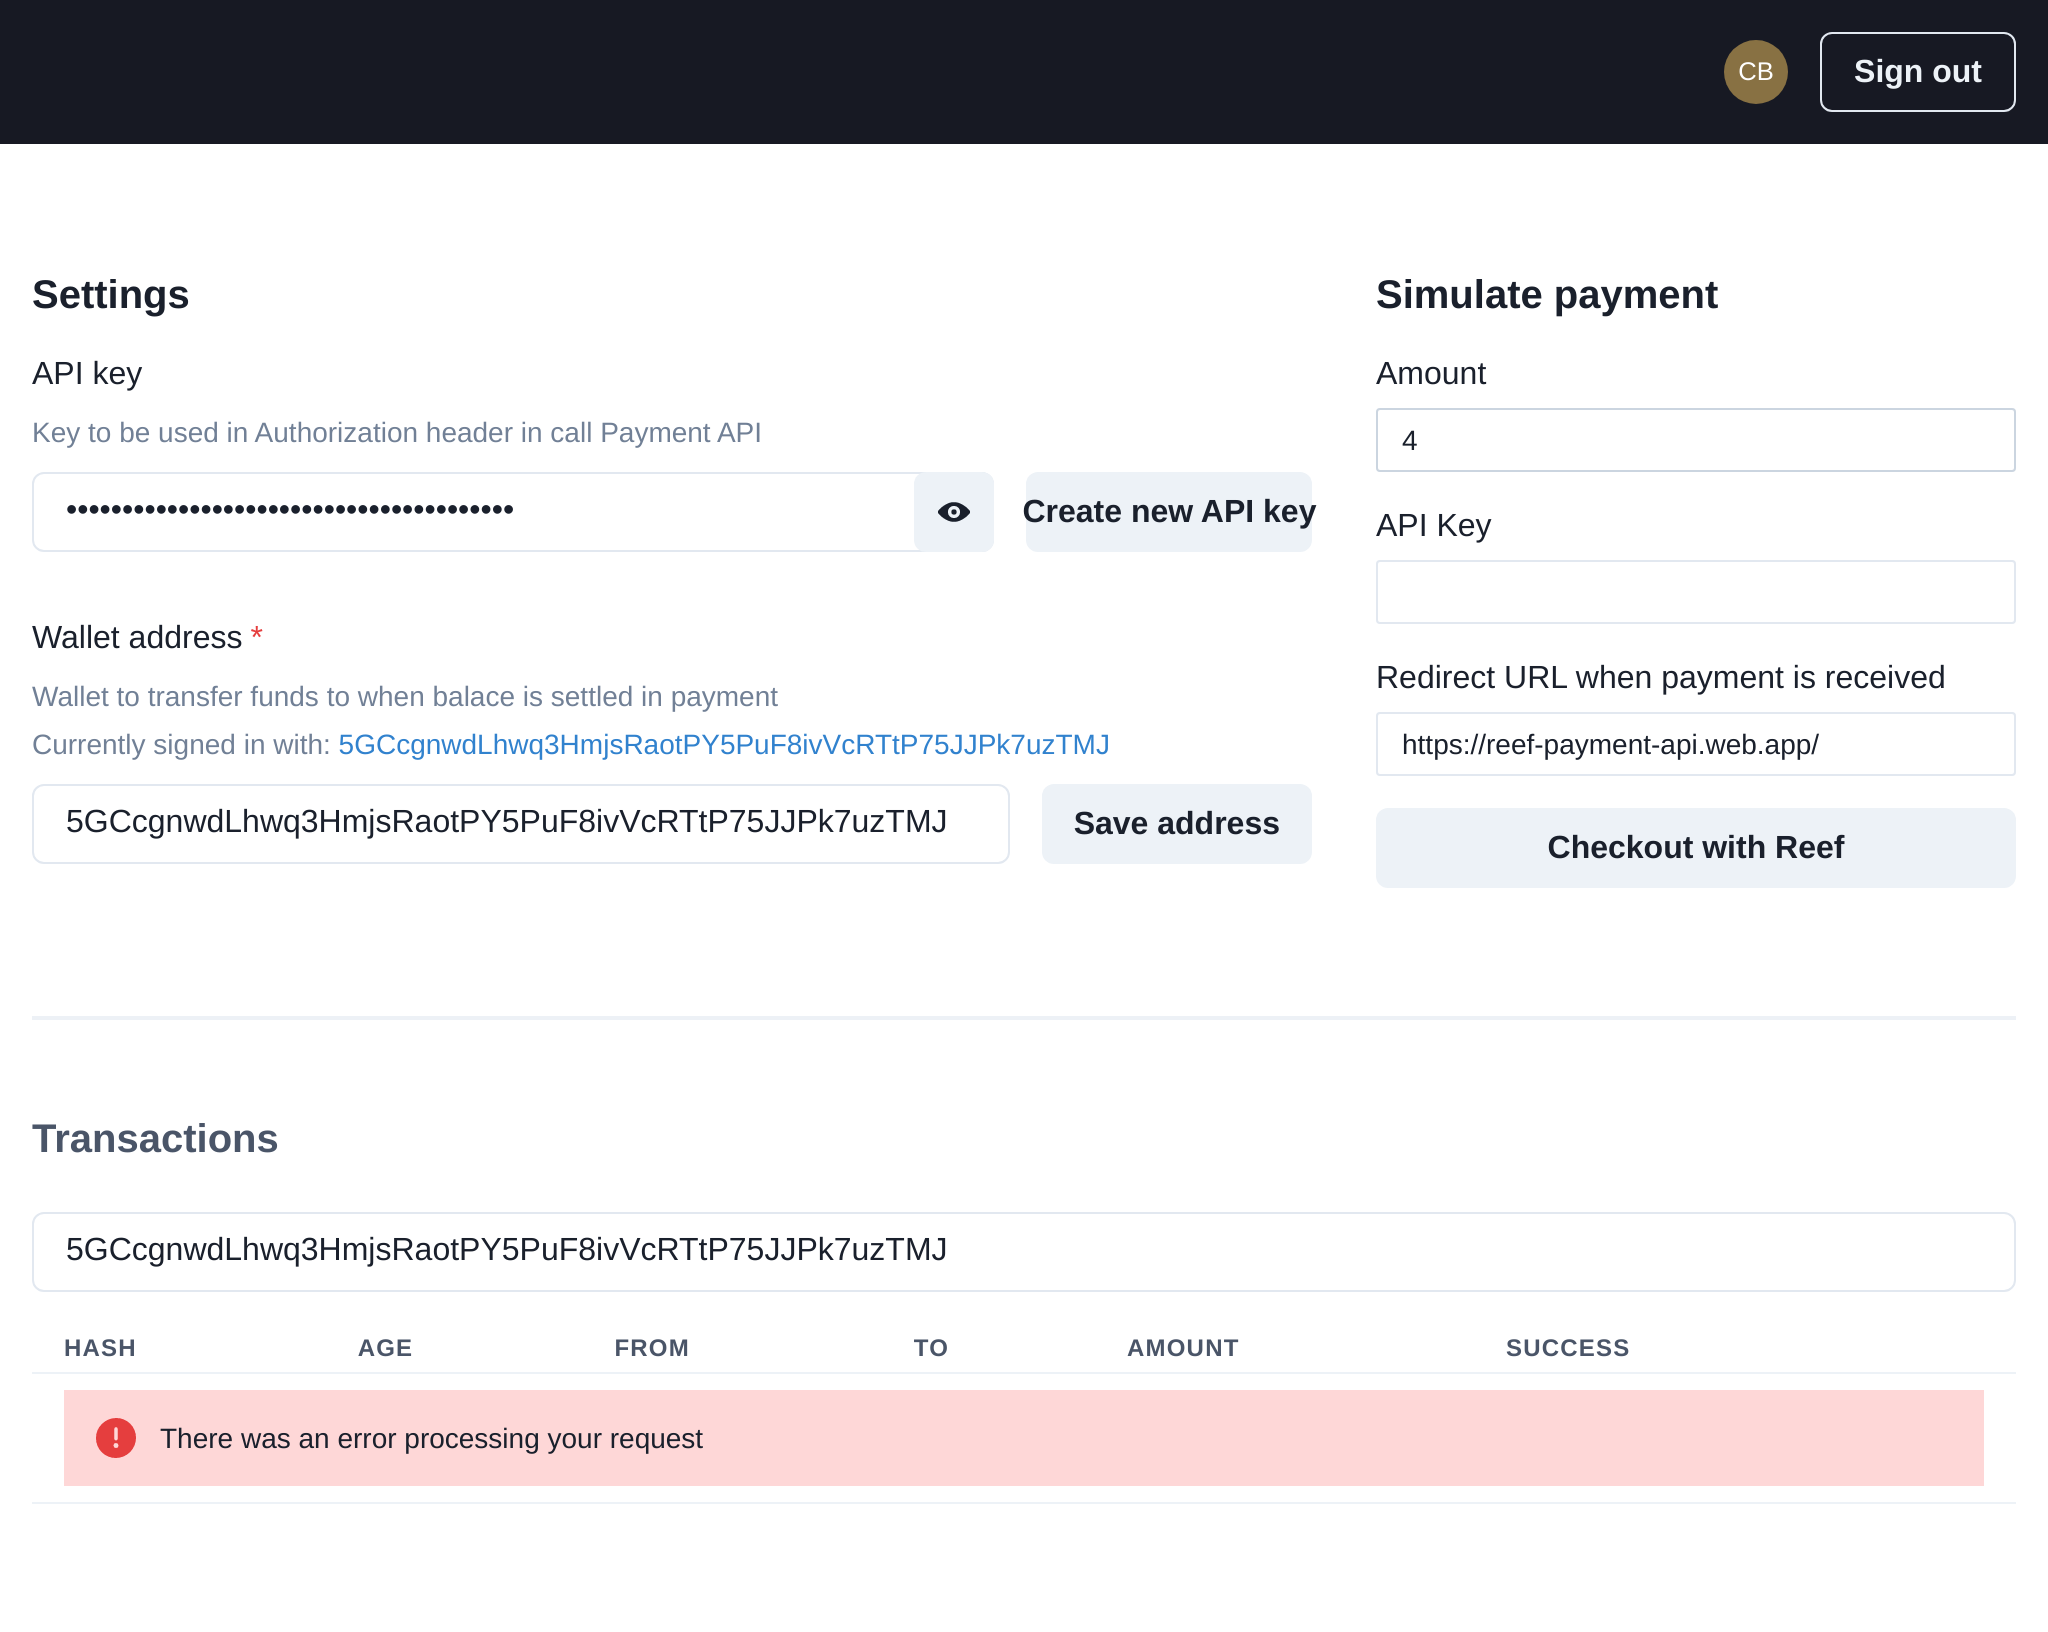 CB
Sign out
Settings
API key
Key to be used in Authorization header in call Payment API
••••••••••••••••••••••••••••••••••••••••
Create new API key
Wallet address *
Wallet to transfer funds to when balace is settled in payment
Currently signed in with: 5GCcgnwdLhwq3HmjsRaotPY5PuF8ivVcRTtP75JJPk7uzTMJ
5GCcgnwdLhwq3HmjsRaotPY5PuF8ivVcRTtP75JJPk7uzTMJ
Save address
Simulate payment
Amount
4
API Key
Redirect URL when payment is received
https://reef-payment-api.web.app/
Checkout with Reef
Transactions
5GCcgnwdLhwq3HmjsRaotPY5PuF8ivVcRTtP75JJPk7uzTMJ
HASH AGE FROM TO AMOUNT SUCCESS
There was an error processing your request